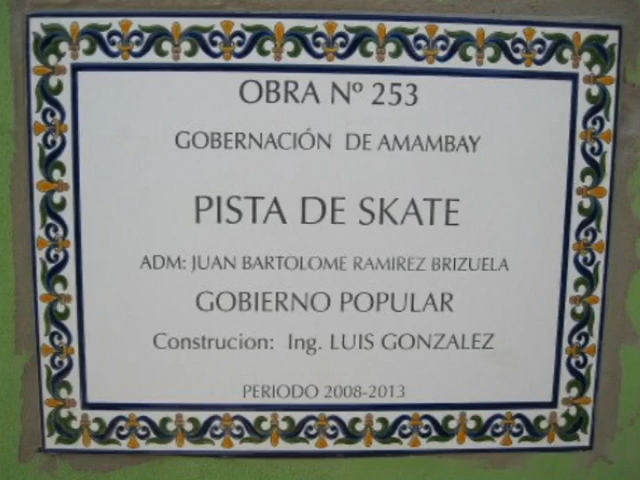 OBRA Nº 253
GOBERNACIÓN DE AMAMBAY
PISTA DE SKATE
ADM: JUAN BARTOLOME RAMIREZ BRIZUELA
GOBIERNO POPULAR
Construcion: Ing. LUIS GONZALEZ
PERIODO 2008-2013